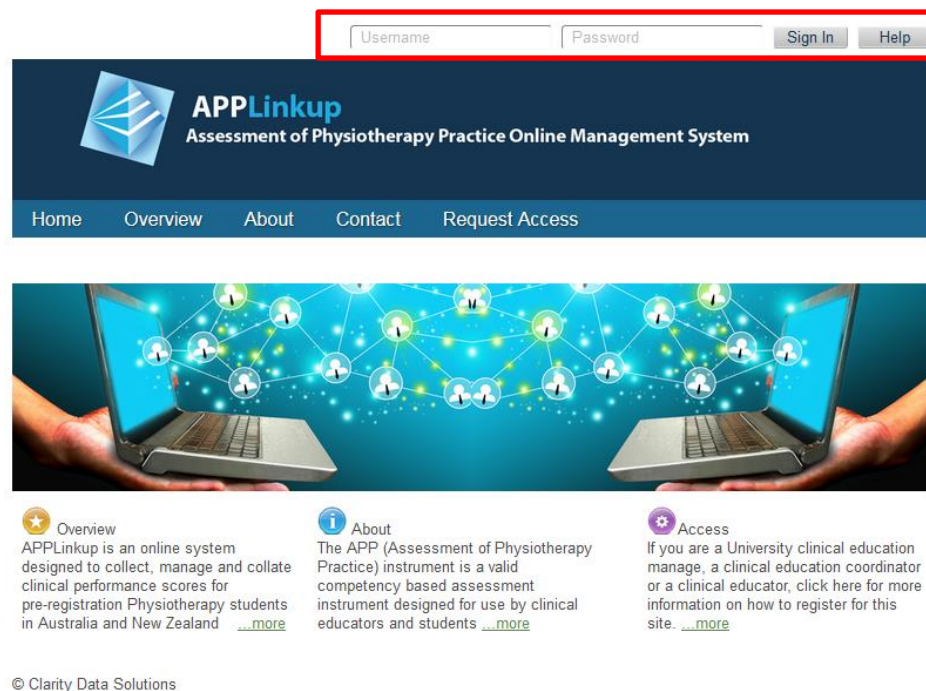 Username Password Sign In Help
APPLinkup
Assessment of Physiotherapy Practice Online Management System
Home Overview About Contact Request Access
Overview
APPLinkup is an online system
designed to collect, manage and collate
clinical performance scores for
pre-registration Physiotherapy students
in Australia and New Zealand ...more
About
The APP (Assessment of Physiotherapy
Practice) instrument is a valid
competency based assessment
instrument designed for use by clinical
educators and students ...more
Access
If you are a University clinical education
manage, a clinical education coordinator
or a clinical educator, click here for more
information on how to register for this
site. ...more
© Clarity Data Solutions